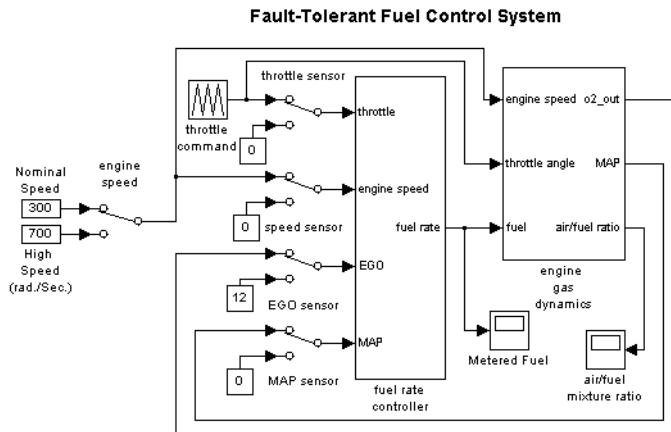 Fault-Tolerant Fuel Control System
throttle sensor
throttle
command
0
throttle
engine speed
o2_out
throttle angle
MAP
engine
speed
Nominal
Speed
300
700
High
Speed
(rad./Sec.)
engine speed
0
speed sensor
fuel rate
fuel
air/fuel ratio
EGO
12
EGO sensor
engine
gas
dynamics
MAP
0
MAP sensor
fuel rate
controller
Metered Fuel
air/fuel
mixture ratio